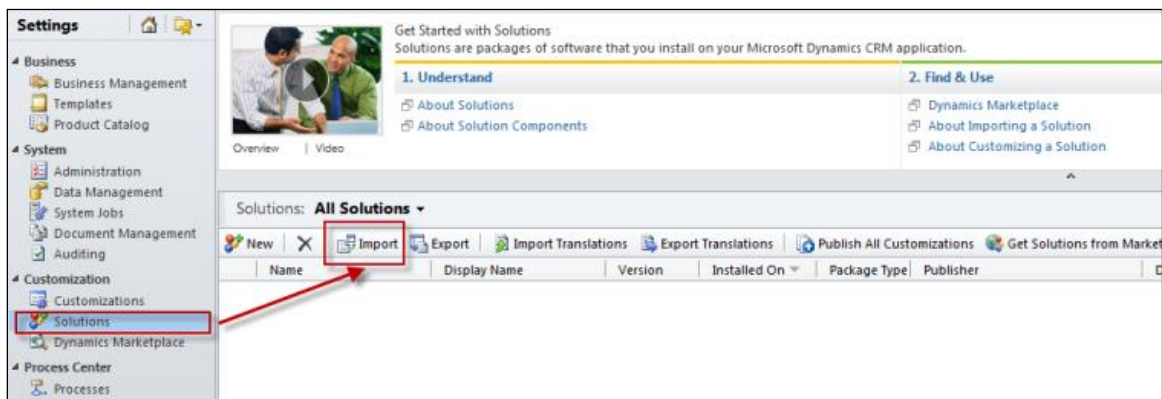 Settings
Business
Business Management
Templates
Product Catalog
System
Administration
Data Management
System Jobs
Document Management
Auditing
Customization
Customizations
Solutions
Dynamics Marketplace
Process Center
Processes
Get Started with Solutions
Solutions are packages of software that you install on your Microsoft Dynamics CRM application.
1. Understand
About Solutions
About Solution Components
2. Find & Use
Dynamics Marketplace
About Importing a Solution
About Customizing a Solution
Overview | Video
Solutions: All Solutions
New Import Export Import Translations Export Translations Publish All Customizations Get Solutions from Market
Name Display Name Version Installed On Package Type Publisher